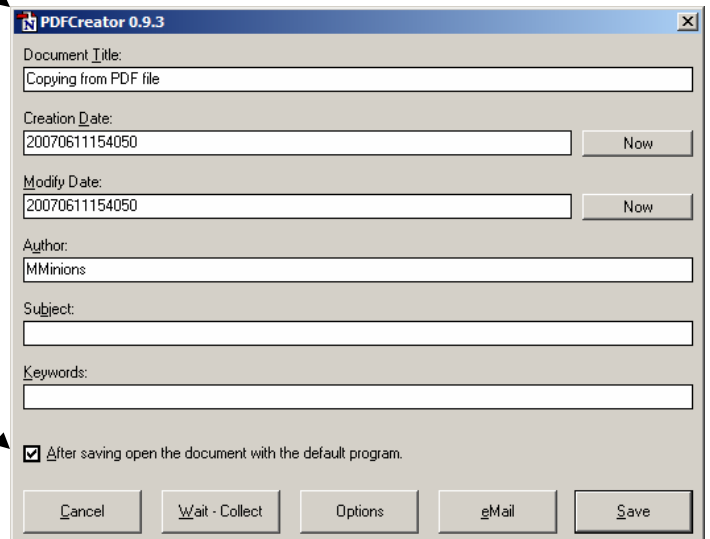 PDFCreator 0.9.3
Document Title:
Copying from PDF file
Creation Date:
20070611154050 Now
Modify Date:
20070611154050 Now
Author:
MMinions
Subject:
Keywords:
After saving open the document with the default program.
Cancel Wait - Collect Options eMail Save